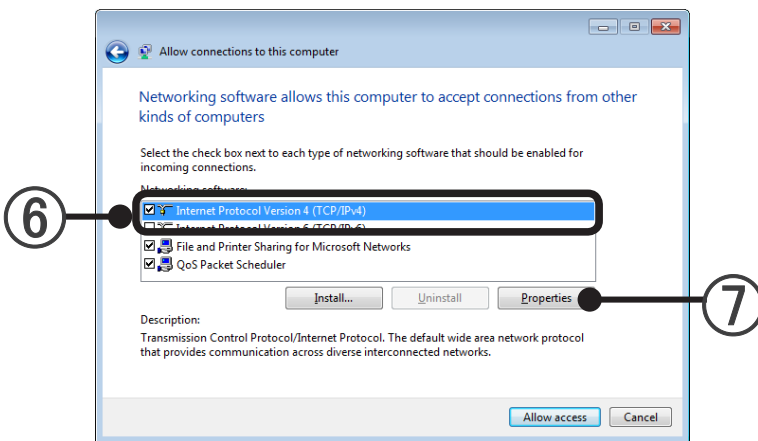 Allow connections to this computer
Networking software allows this computer to accept connections from other
kinds of computers
Select the check box next to each type of networking software that should be enabled for
incoming connections.
Networking software:
⑥
Internet Protocol Version 4 (TCP/IPv4)
Internet Protocol Version 6 (TCP/IPv6)
File and Printer Sharing for Microsoft Networks
QoS Packet Scheduler
Install... Uninstall Properties
⑦
Description:
Transmission Control Protocol/Internet Protocol. The default wide area network protocol
that provides communication across diverse interconnected networks.
Allow access Cancel